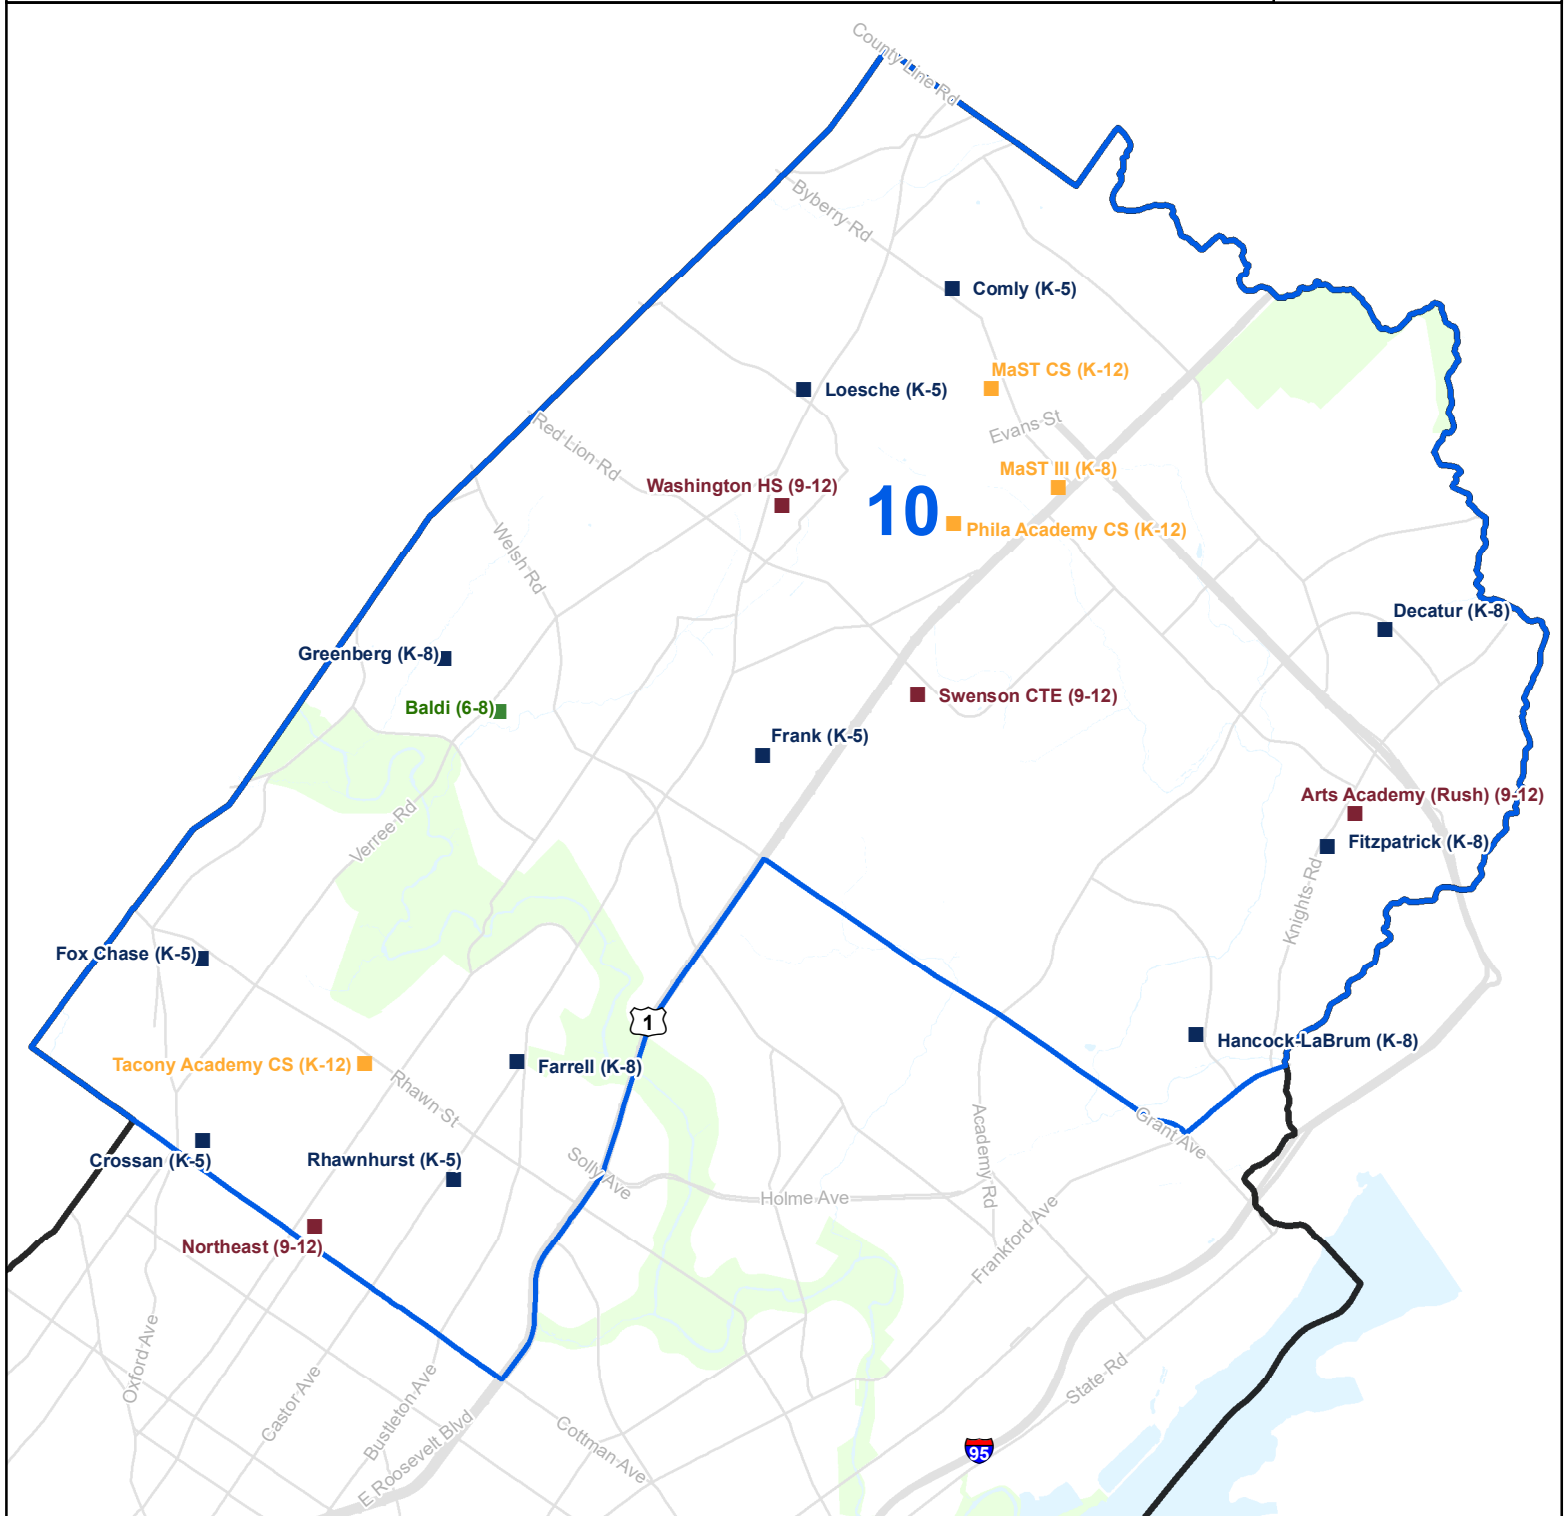 County Line Rd
Byberry Rd
Comly (K-5)
MaST CS (K-12)
Loesche (K-5)
Evans St
Red Lion Rd
MaST III (K-8)
Washington HS (9-12)
10
Phila Academy CS (K-12)
Welsh Rd
Decatur (K-8)
Greenberg (K-8)
Swenson CTE (9-12)
Baldi (6-8)
Frank (K-5)
Arts Academy (Rush) (9-12)
Verree Rd
Fitzpatrick (K-8)
Knights Rd
Fox Chase (K-5)
1
Hancock-LaBrum (K-8)
Tacony Academy CS (K-12)
Farrell (K-8)
Rhawn St
Grant Ave
Academy Rd
Crossan (K-5)
Rhawnhurst (K-5)
Solly Ave
Holme Ave
Frankford Ave
Northeast (9-12)
Oxford Ave
Castor Ave
Bustleton Ave
State Rd
E Roosevelt Blvd
Cottman Ave
95